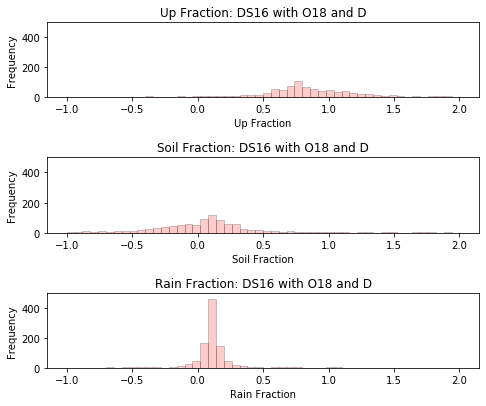 Up Fraction: DS16 with O18 and D
Frequency
400
200
0
-1.0 -0.5 0.0 0.5 1.0 1.5 2.0
Up Fraction
Soil Fraction: DS16 with O18 and D
Frequency
400
200
0
-1.0 -0.5 0.0 0.5 1.0 1.5 2.0
Soil Fraction
Rain Fraction: DS16 with O18 and D
Frequency
400
200
0
-1.0 -0.5 0.0 0.5 1.0 1.5 2.0
Rain Fraction